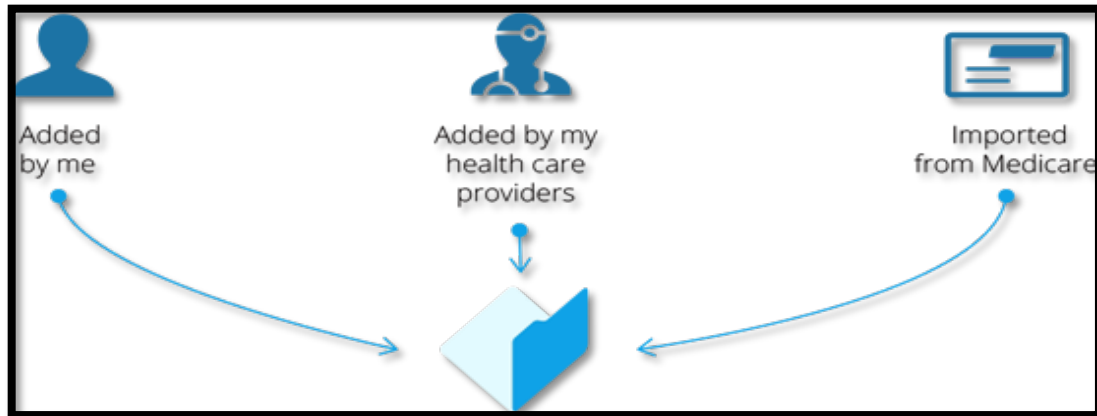 Added
by me
Added by my
health care
providers
Imported
from Medicare